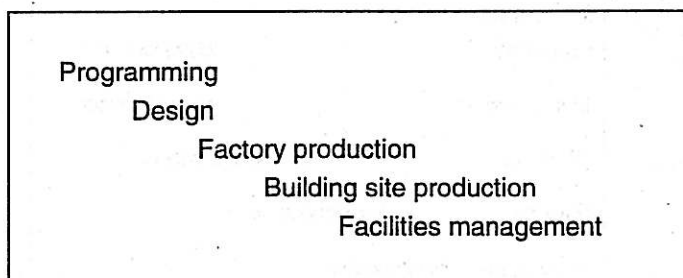 Programming
Design
Factory production
Building site production
Facilities management